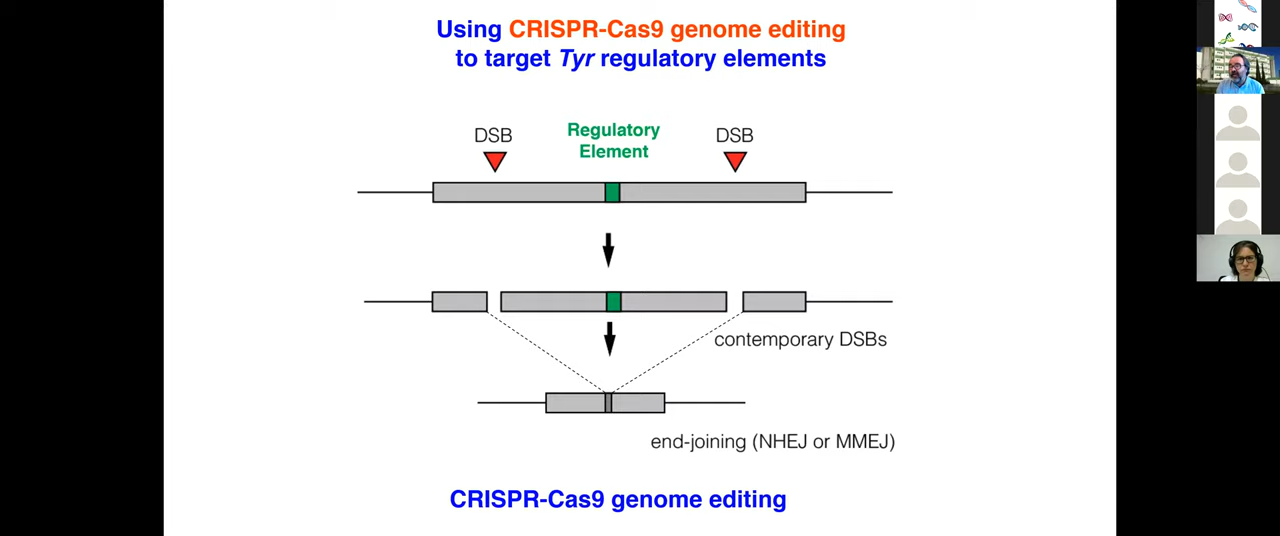 Using CRISPR-Cas9 genome editing
to target Tyr regulatory elements
DSB
Regulatory
Element
DSB
contemporary DSBs
end-joining (NHEJ or MMEJ)
CRISPR-Cas9 genome editing